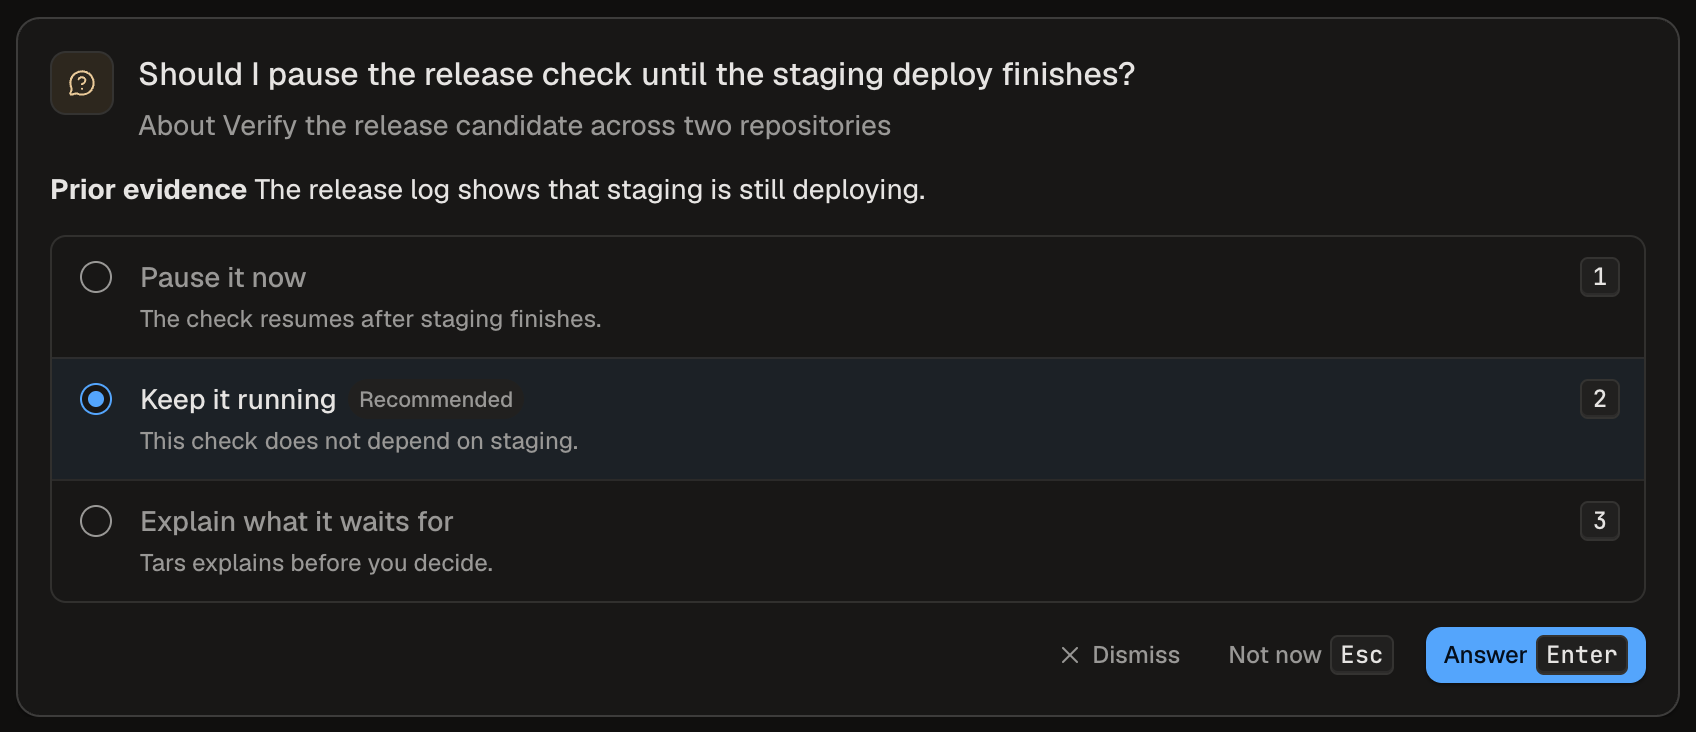 Should I pause the release check until the staging deploy finishes?
About Verify the release candidate across two repositories
Prior evidence The release log shows that staging is still deploying.
Pause it now 1
The check resumes after staging finishes.
Keep it running Recommended 2
This check does not depend on staging.
Explain what it waits for 3
Tars explains before you decide.
Dismiss Not now Esc Answer Enter